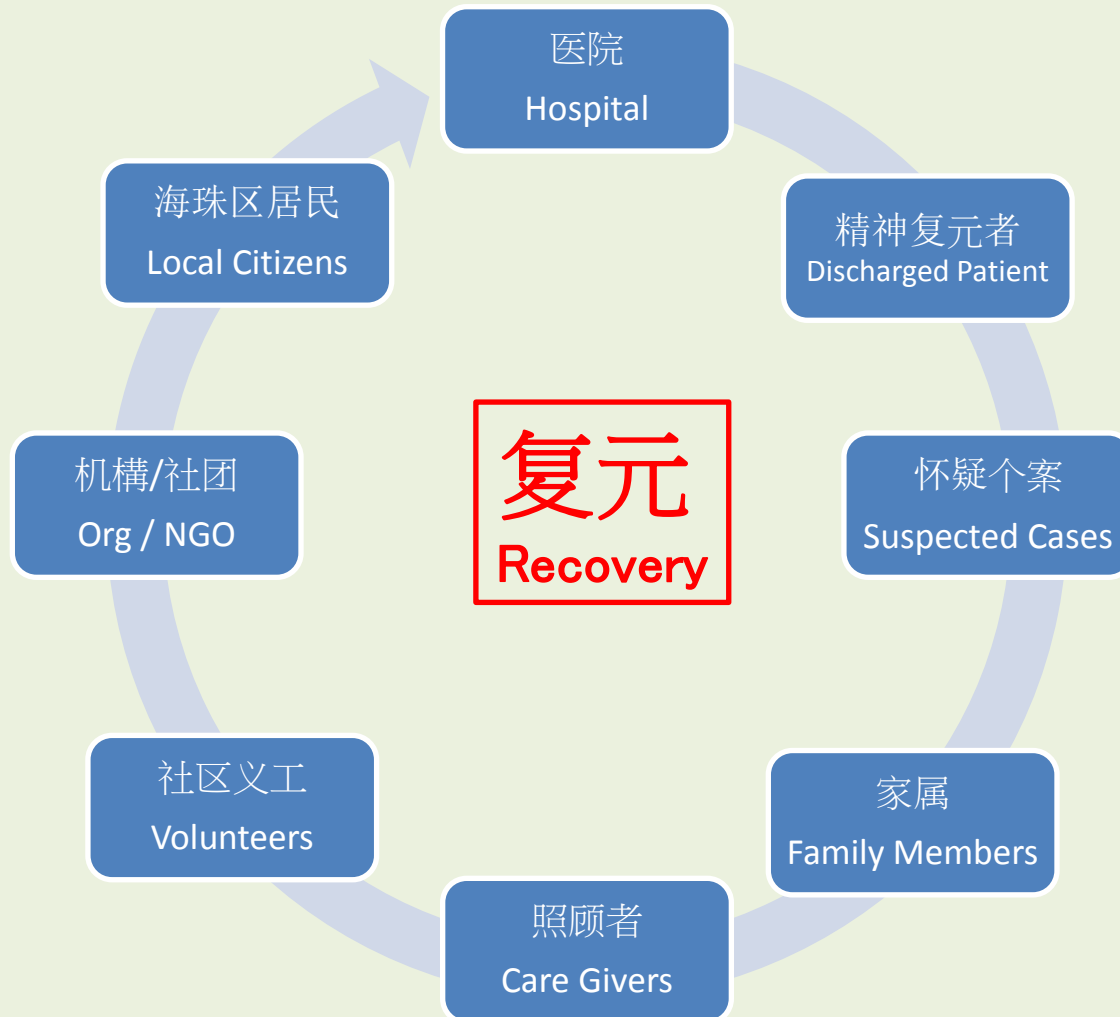 医院
Hospital
精神复元者
Discharged Patient
怀疑个案
Suspected Cases
家属
Family Members
照顾者
Care Givers
社区义工
Volunteers
机構/社团
Org / NGO
海珠区居民
Local Citizens
复元
Recovery